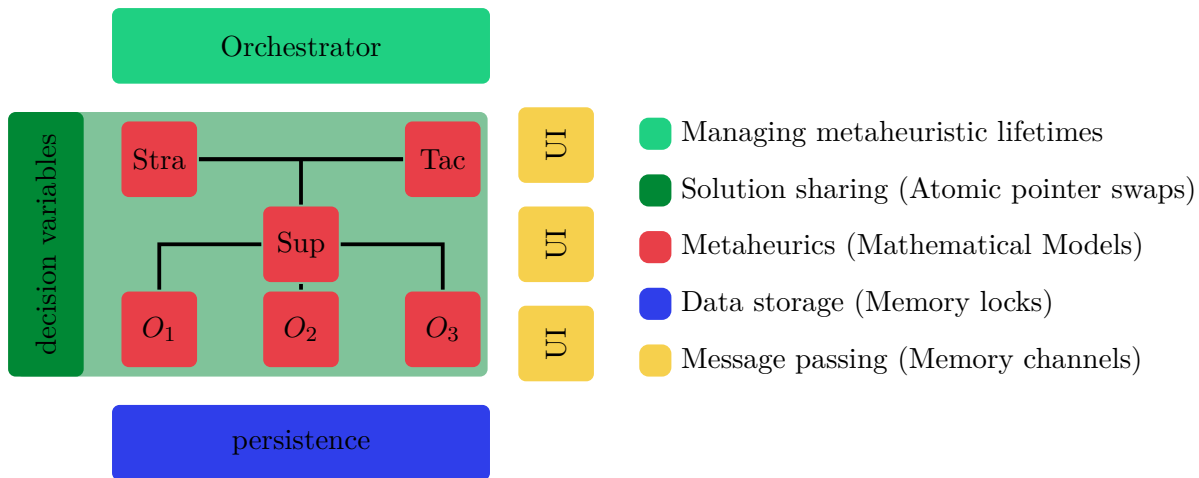 Orchestrator
decision variables
Stra
Tac
Sup
O1
O2
O3
UI
UI
UI
persistence
Managing metaheuristic lifetimes
Solution sharing (Atomic pointer swaps)
Metaheurics (Mathematical Models)
Data storage (Memory locks)
Message passing (Memory channels)